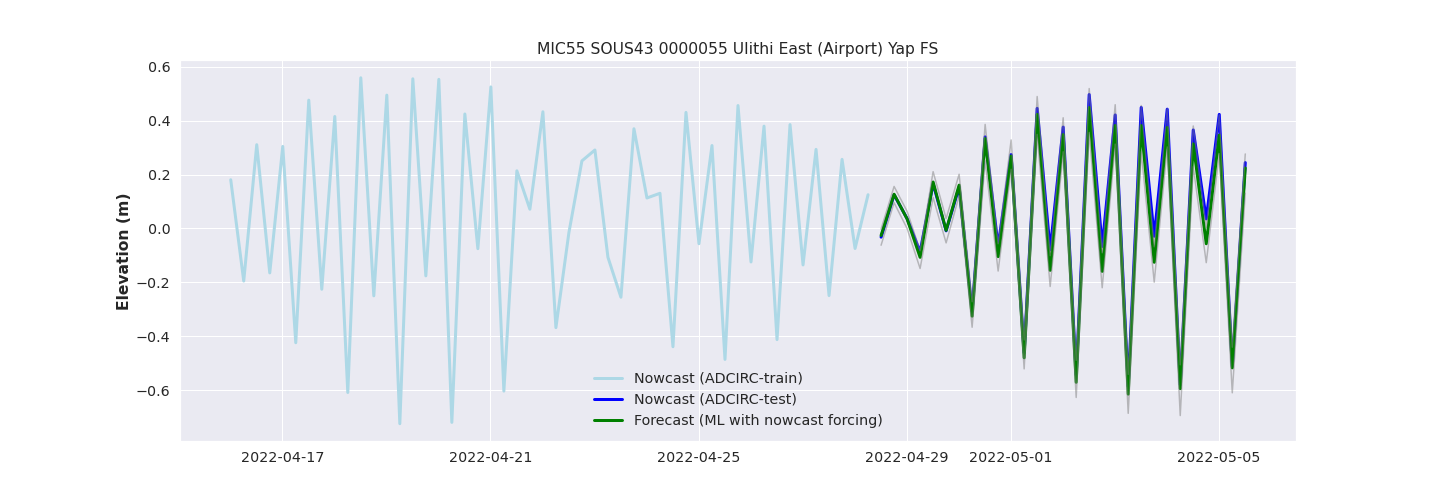 MIC55 SOUS43 0000055 Ulithi East (Airport) Yap FS
Elevation (m)
0.6
0.4
0.2
0.0
−0.2
−0.4
−0.6
Nowcast (ADCIRC-train)
Nowcast (ADCIRC-test)
Forecast (ML with nowcast forcing)
2022-04-17 2022-04-21 2022-04-25 2022-04-29 2022-05-01 2022-05-05